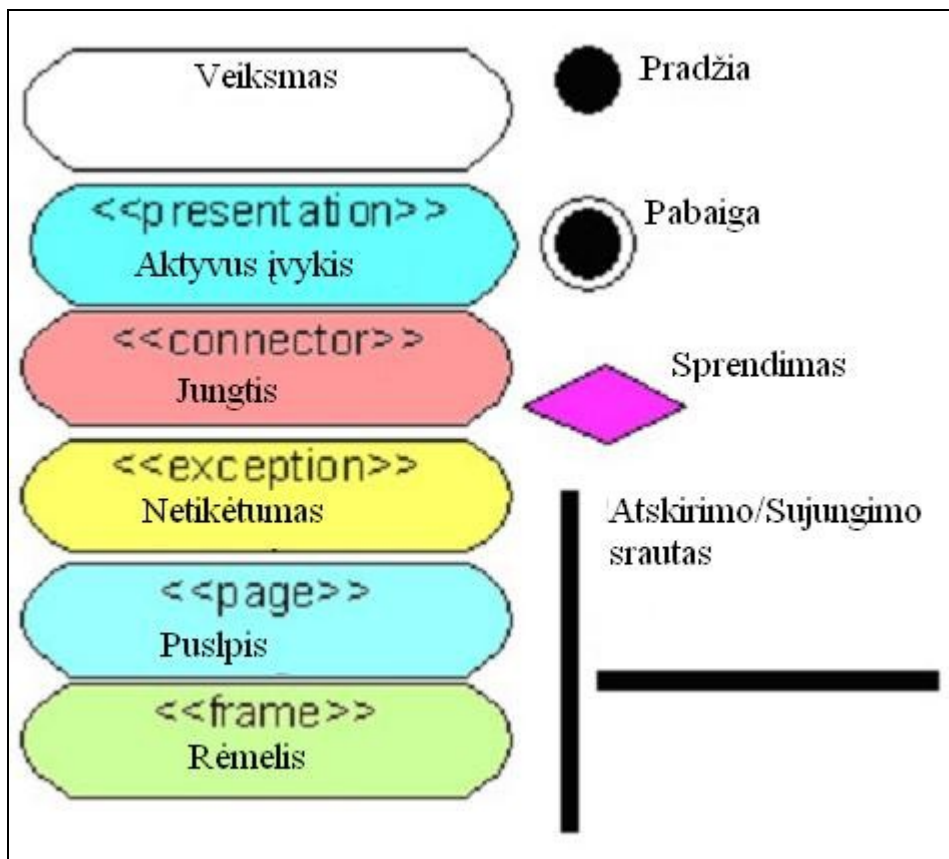 Veiksmas
<<presentation>>
Aktyvus įvykis
<<connector>>
Jungtis
<<exception>>
Netikėtumas
<<page>>
Puslpis
<<frame>>
Rėmelis
Pradžia
Pabaiga
Sprendimas
Atskirimo/Sujungimo
srautas